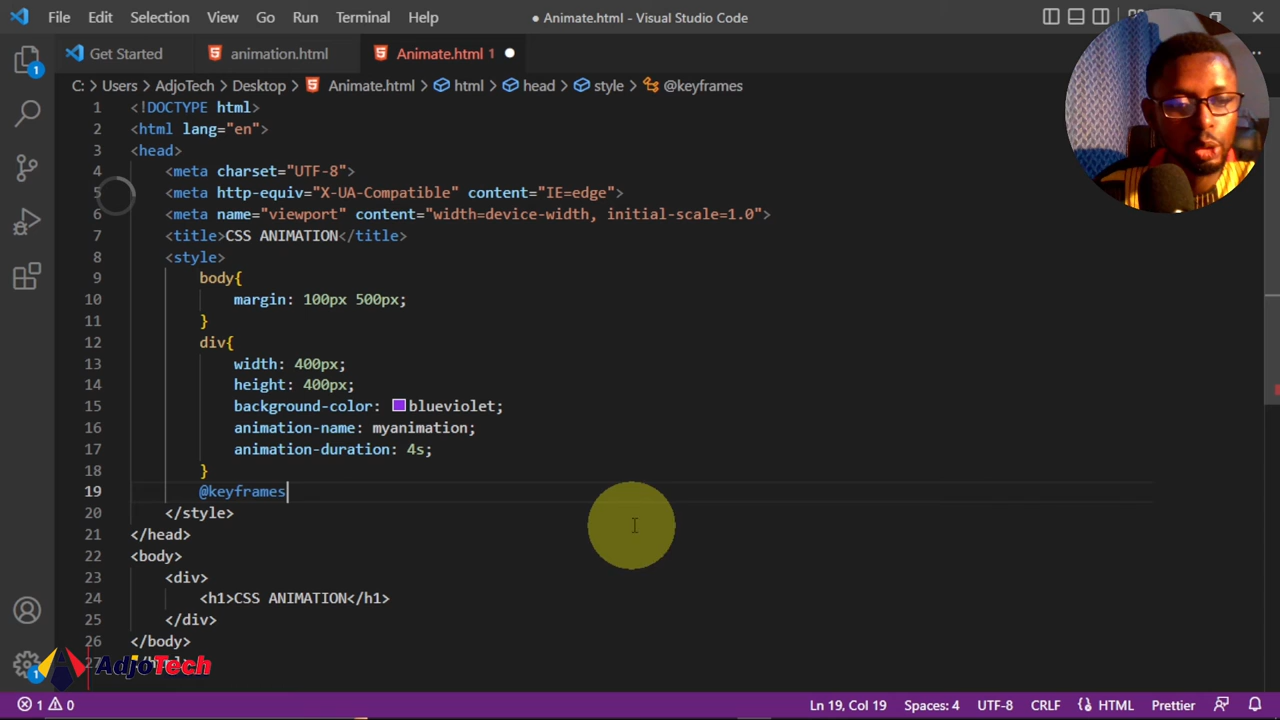 File Edit Selection View Go Run Terminal Help
● Animate.html - Visual Studio Code
Get Started
animation.html
Animate.html 1 ●
C: > Users > AdjoTech > Desktop > Animate.html > html > head > style > @keyframes
1 <!DOCTYPE html>
2 <html lang="en">
3 <head>
4 <meta charset="UTF-8">
5 <meta http-equiv="X-UA-Compatible" content="IE=edge">
6 <meta name="viewport" content="width=device-width, initial-scale=1.0">
7 <title>CSS ANIMATION</title>
8 <style>
9 body{
10 margin: 100px 500px;
11 }
12 div{
13 width: 400px;
14 height: 400px;
15 background-color: blueviolet;
16 animation-name: myanimation;
17 animation-duration: 4s;
18 }
19 @keyframes
20 </style>
21 </head>
22 <body>
23 <div>
24 <h1>CSS ANIMATION</h1>
25 </div>
26 </body>
27
1
1
AdjoTech
1 0
Ln 19, Col 19 Spaces: 4 UTF-8 CRLF HTML Prettier